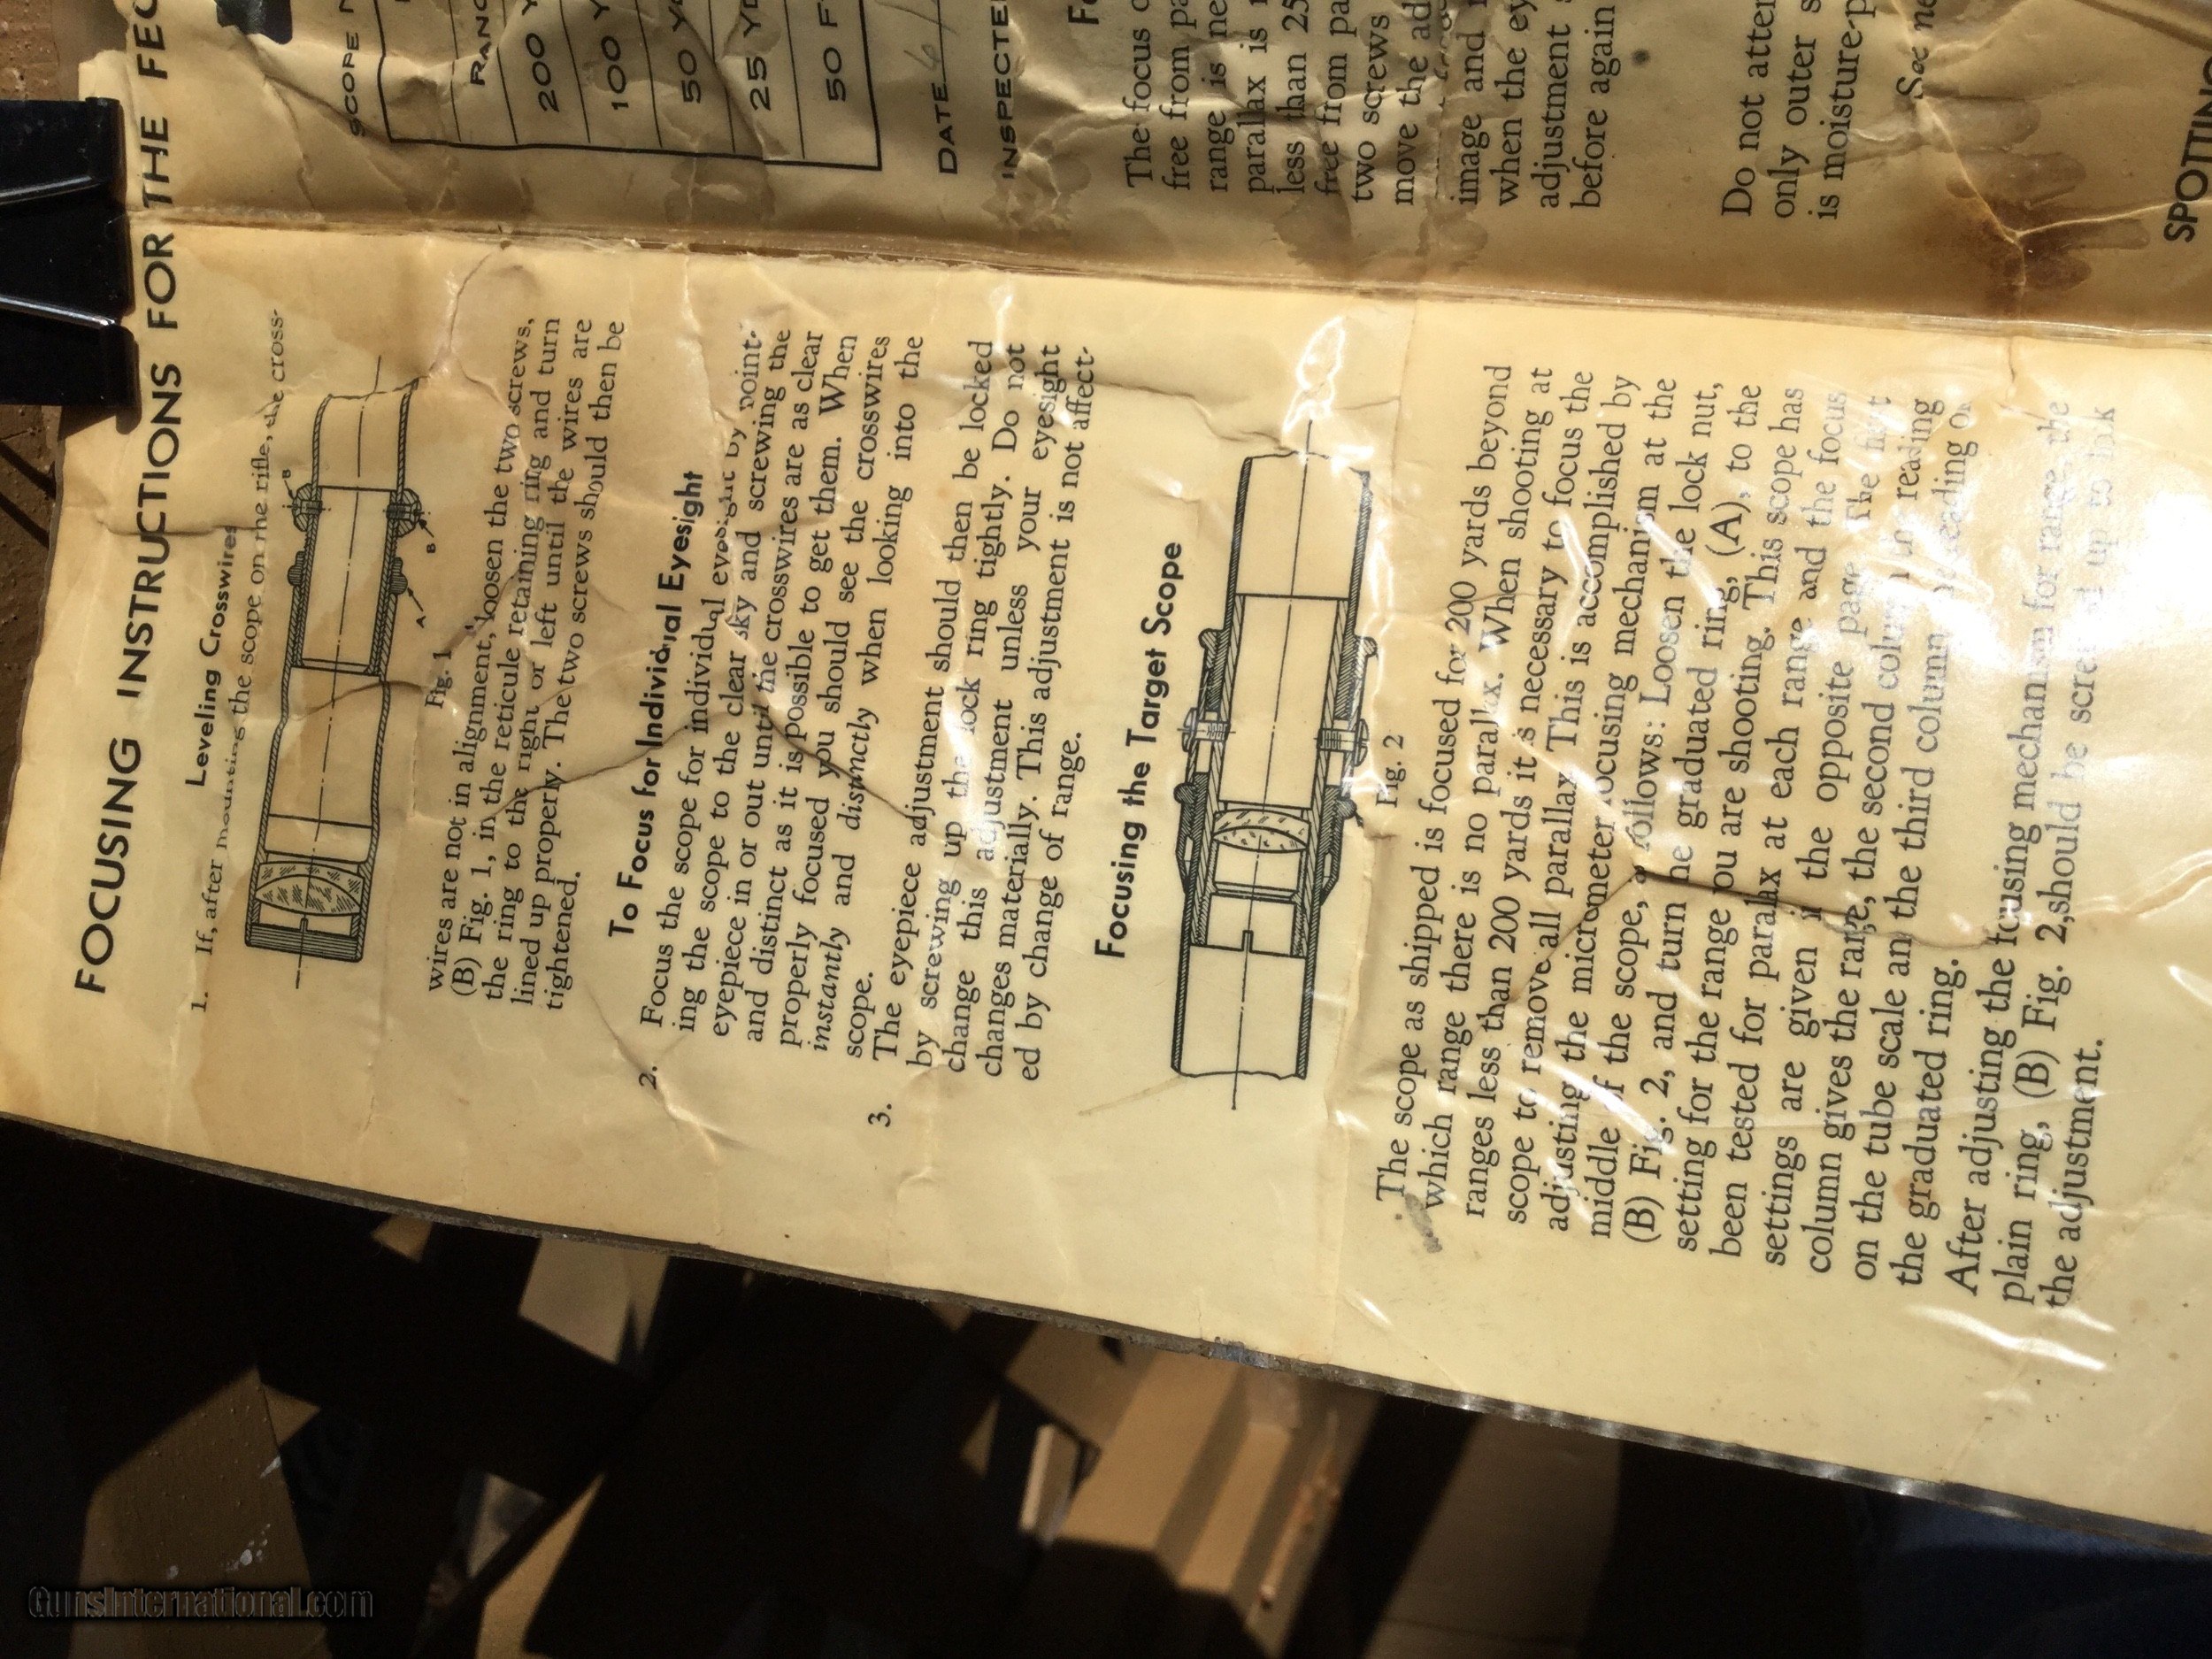 FOCUSING INSTRUCTIONS FOR THE FEC
Leveling Crosswires
1. If, after mounting the scope on the rifle, the cross-
B
B
A
Fig. 1
wires are not in alignment, loosen the two screws,
(B) Fig. 1, in the reticule retaining ring and turn
the ring to the right or left until the wires are
lined up properly. The two screws should then be
tightened.
To Focus for Individual Eyesight
2. Focus the scope for individual eyesight by point-
ing the scope to the clear sky and screwing the
eyepiece in or out until the crosswires are as clear
and distinct as it is possible to get them. When
properly focused you should see the crosswires
instantly and distinctly when looking into the
scope.
3. The eyepiece adjustment should then be locked
by screwing up the lock ring tightly. Do not
change this adjustment unless your eyesight
changes materially. This adjustment is not affect-
ed by change of range.
Focusing the Target Scope
Fig. 2
The scope as shipped is focused for 200 yards beyond
which range there is no parallax. When shooting at
ranges less than 200 yards it is necessary to focus the
scope to remove all parallax. This is accomplished by
adjusting the micrometer focusing mechanism at the
middle of the scope, as follows: Loosen the lock nut,
(B) Fig. 2, and turn the graduated ring, (A), to the
setting for the range you are shooting. This scope has
been tested for parallax at each range and the focus
settings are given in the opposite page. The first
column gives the range, the second column the reading
on the tube scale and the third column reading on
the graduated ring.
After adjusting the focusing mechanism for range, the
plain ring, (B) Fig. 2, should be screwed up to lock
the adjustment.
SCOPE N
RANG
200 Y
100 Y
50 YD
25 YD
50 F
DATE 6/
INSPECTE
Fo
The focus o
free from pa
range is ne
parallax is r
less than 25
free from pa
two screws
move the ad
image and r
when the ey
adjustment s
before again
Do not atter
only outer s
is moisture-p
See ne
SPOTTING
GunsInternational.com